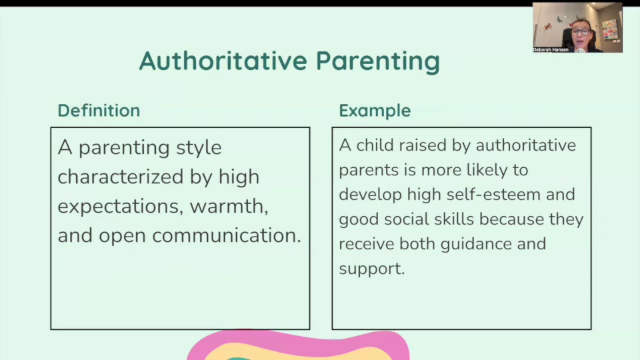 Authoritative Parenting
Definition
A parenting style
characterized by high
expectations, warmth,
and open communication.
Example
A child raised by authoritative
parents is more likely to
develop high self-esteem and
good social skills because they
receive both guidance and
support.
Deborah Hansen